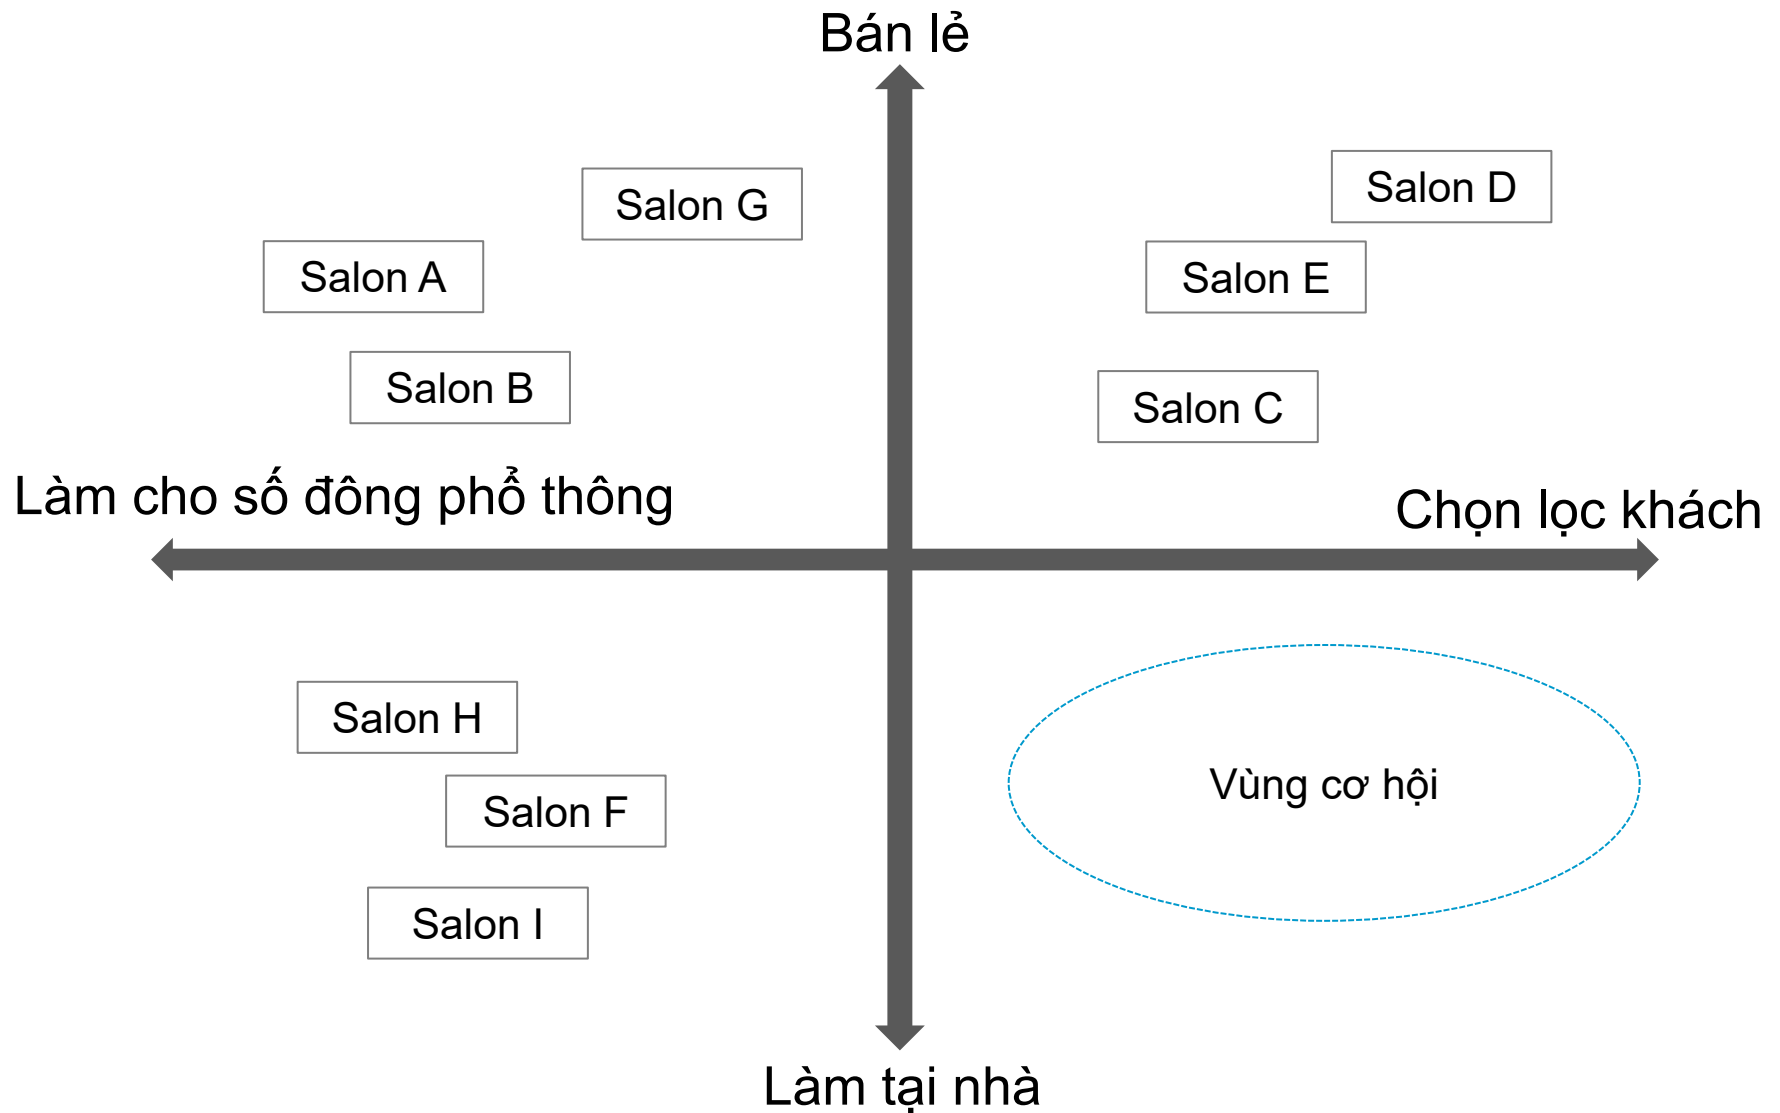 Bán lẻ
Salon D
Salon G
Salon A
Salon E
Salon B
Salon C
Làm cho số đông phổ thông
Chọn lọc khách
Salon H
Vùng cơ hội
Salon F
Salon I
Làm tại nhà